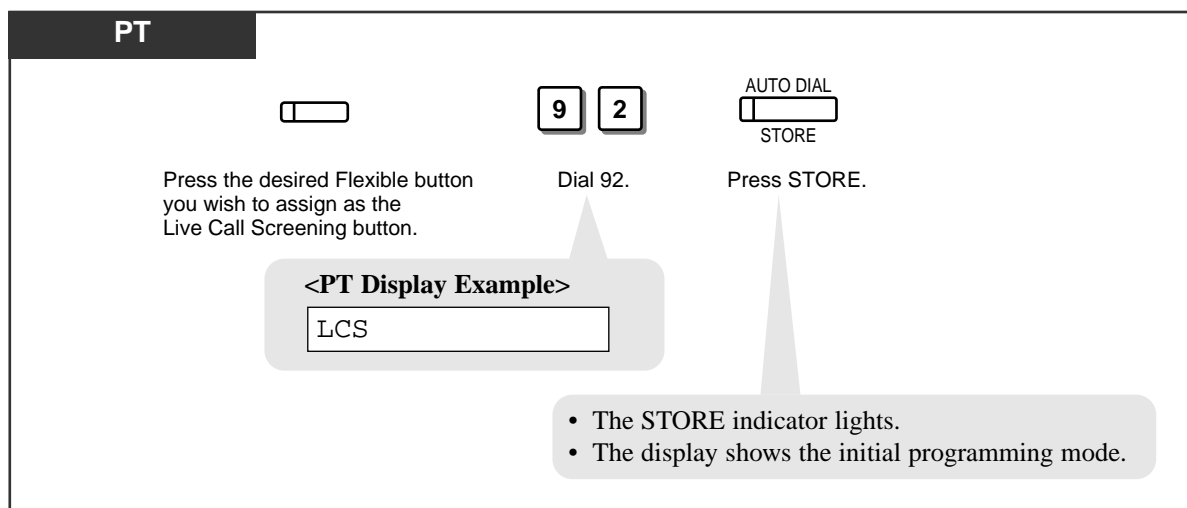 PT
9 2
AUTO DIAL
STORE
Press the desired Flexible button
you wish to assign as the
Live Call Screening button.
Dial 92.
Press STORE.
<PT Display Example>
LCS
• The STORE indicator lights.
• The display shows the initial programming mode.